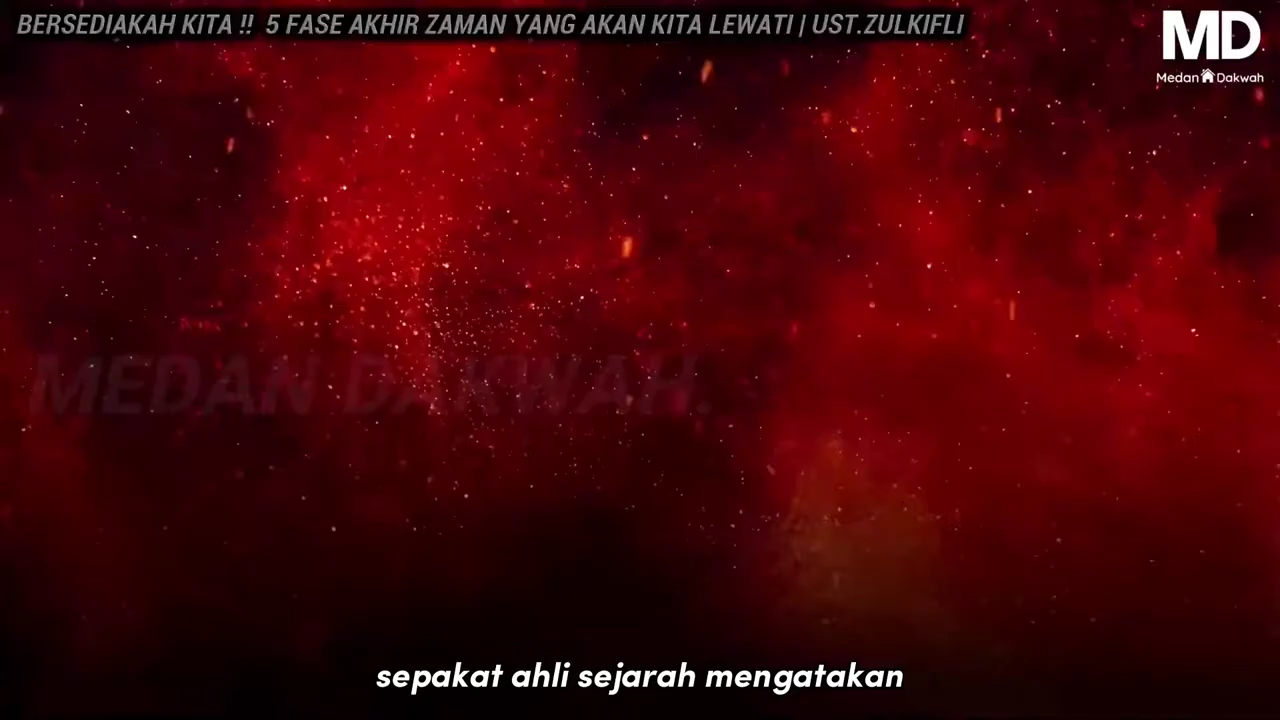 BERSEDIAKAH KITA !! 5 FASE AKHIR ZAMAN YANG AKAN KITA LEWATI | UST.ZULKIFLI
MD
Medan Dakwah
MEDAN DAKWAH.
sepakat ahli sejarah mengatakan